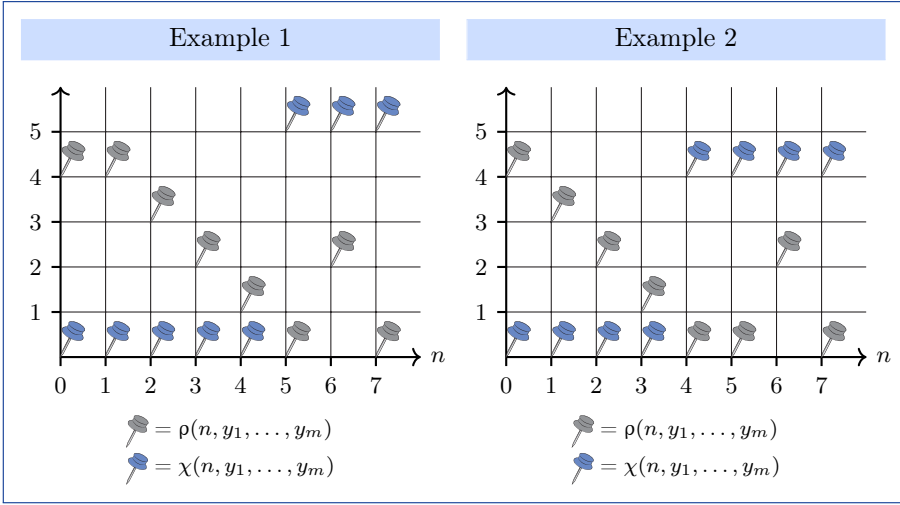 Example 1
5
4
3
2
1
0 1 2 3 4 5 6 7
n
= ρ(n, y₁, . . . , yₘ)
= χ(n, y₁, . . . , yₘ)
Example 2
5
4
3
2
1
0 1 2 3 4 5 6 7
n
= ρ(n, y₁, . . . , yₘ)
= χ(n, y₁, . . . , yₘ)